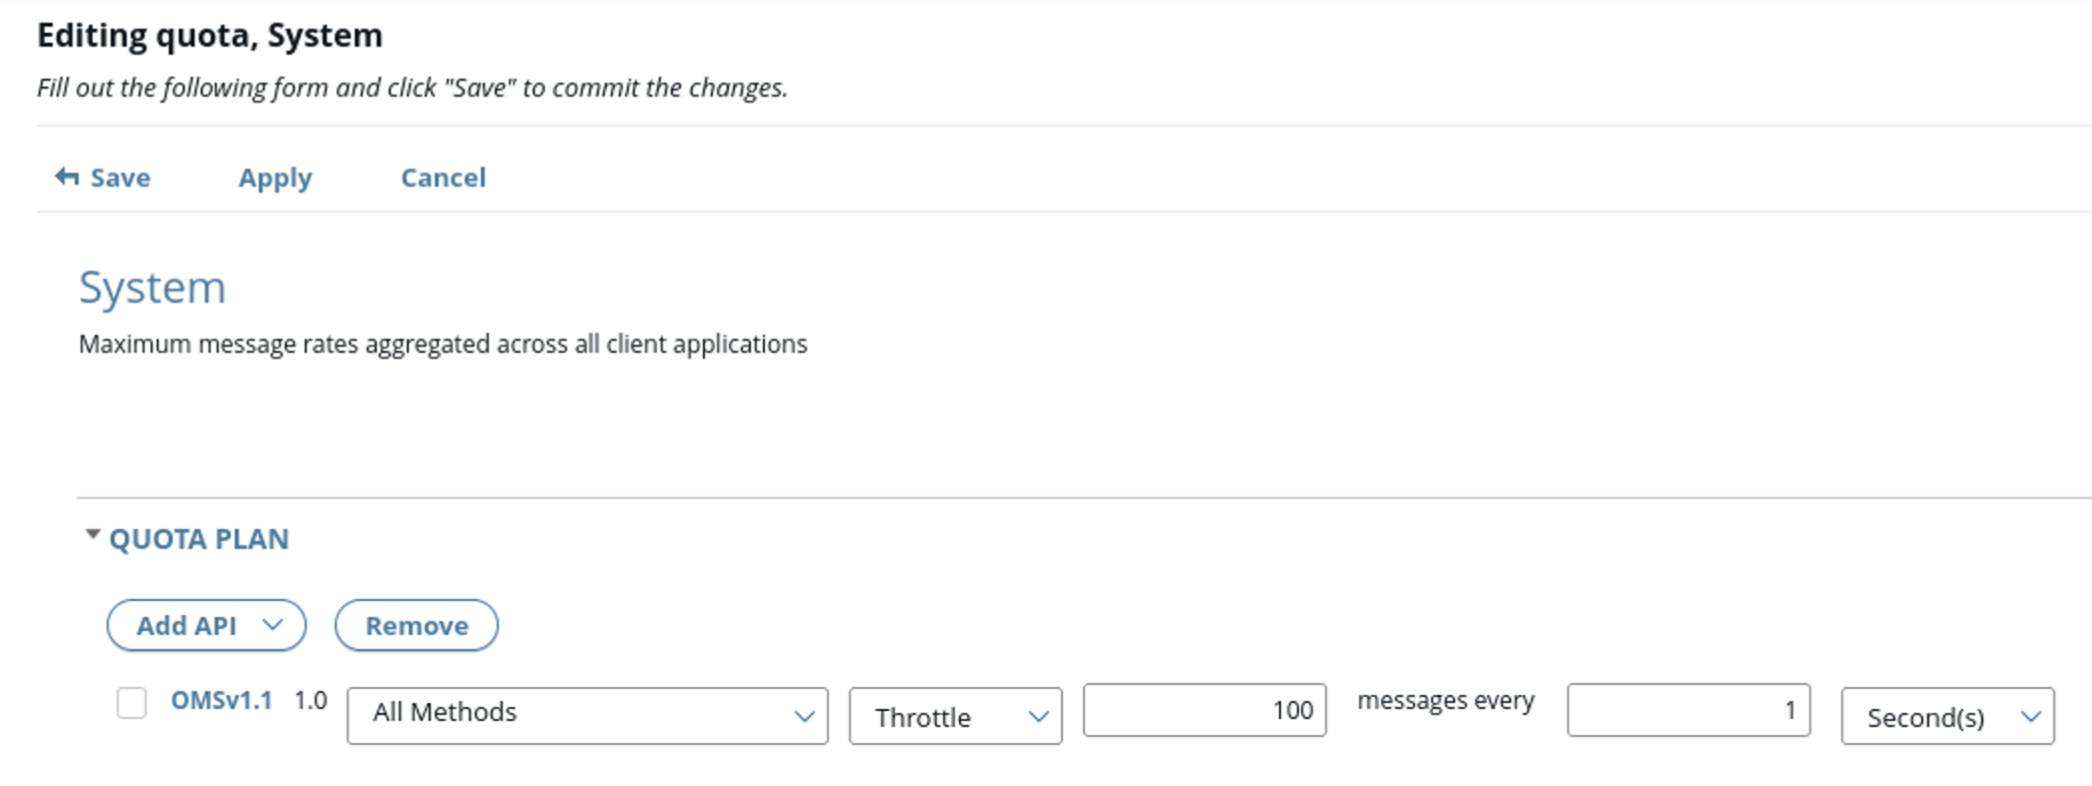 Editing quota, System
Fill out the following form and click "Save" to commit the changes.
Save Apply Cancel
System
Maximum message rates aggregated across all client applications
QUOTA PLAN
Add API Remove
OMSv1.1 1.0 All Methods Throttle 100 messages every 1 Second(s)